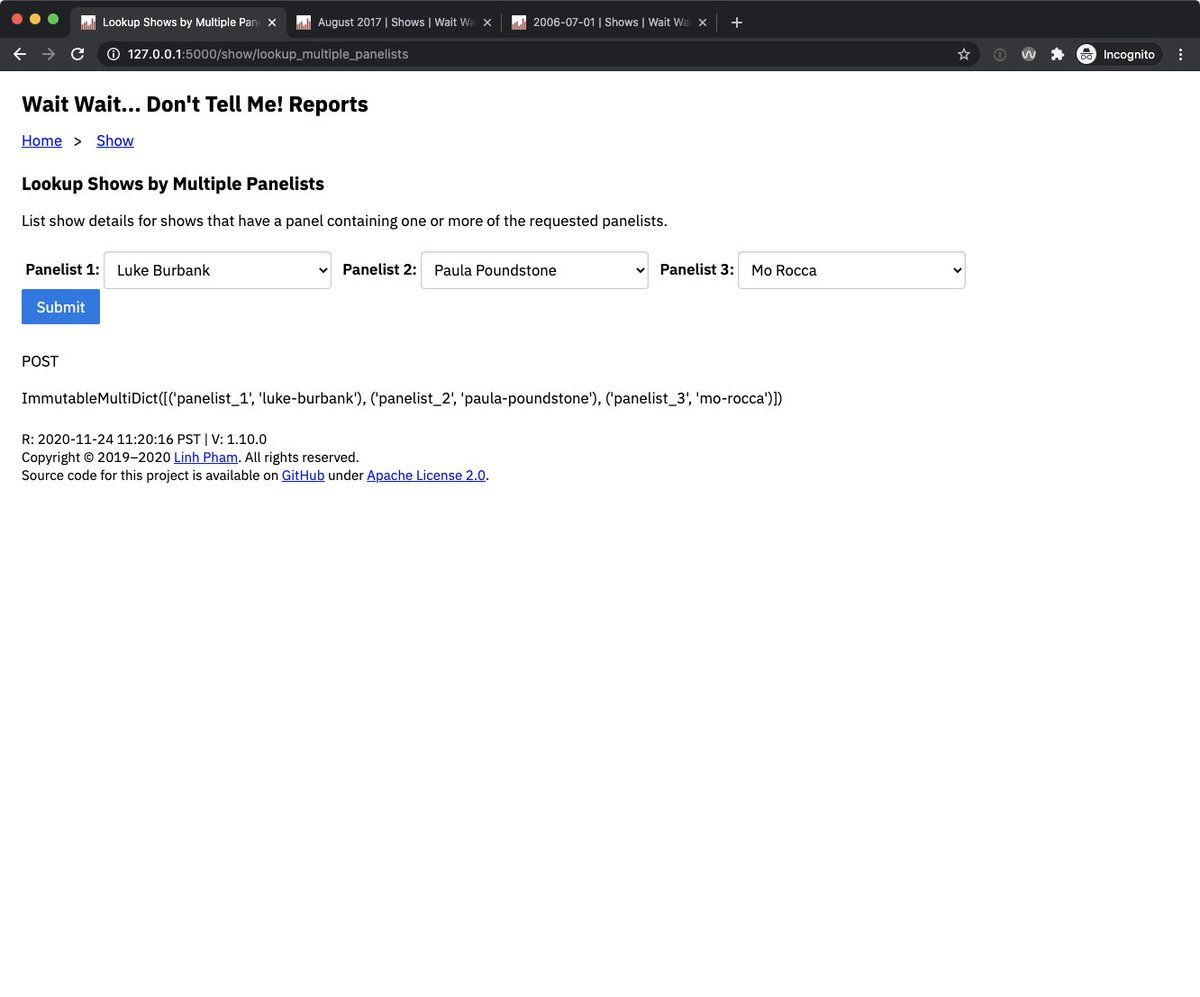 Lookup Shows by Multiple Pan
August 2017 | Shows | Wait Wa
2006-07-01 | Shows | Wait Wa
127.0.0.1:5000/show/lookup_multiple_panelists
Incognito
Wait Wait... Don't Tell Me! Reports
Home > Show
Lookup Shows by Multiple Panelists
List show details for shows that have a panel containing one or more of the requested panelists.
Panelist 1: Luke Burbank Panelist 2: Paula Poundstone Panelist 3: Mo Rocca
Submit
POST
ImmutableMultiDict([('panelist_1', 'luke-burbank'), ('panelist_2', 'paula-poundstone'), ('panelist_3', 'mo-rocca')])
R: 2020-11-24 11:20:16 PST | V: 1.10.0
Copyright © 2019–2020 Linh Pham. All rights reserved.
Source code for this project is available on GitHub under Apache License 2.0.